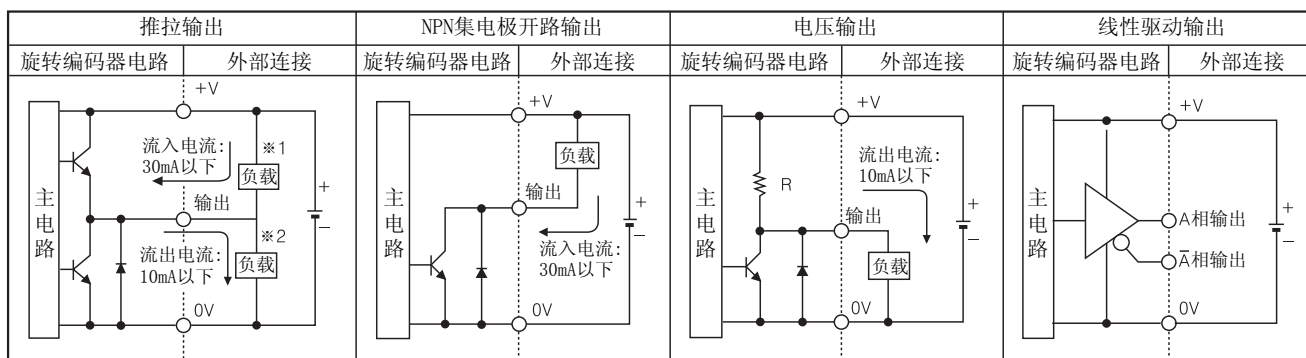 推拉输出
旋转编码器电路 外部连接
主电路
+V
流入电流:
30mA以下
※1
负载
输出
※2
流出电流:
10mA以下
负载
+
−
0V
NPN集电极开路输出
旋转编码器电路 外部连接
主电路
+V
负载
输出
流入电流:
30mA以下
+
−
0V
电压输出
旋转编码器电路 外部连接
主电路
+V
R
流出电流:
10mA以下
输出
负载
+
−
0V
线性驱动输出
旋转编码器电路 外部连接
主电路
+V
A相输出
A̅相输出
+
−
0V